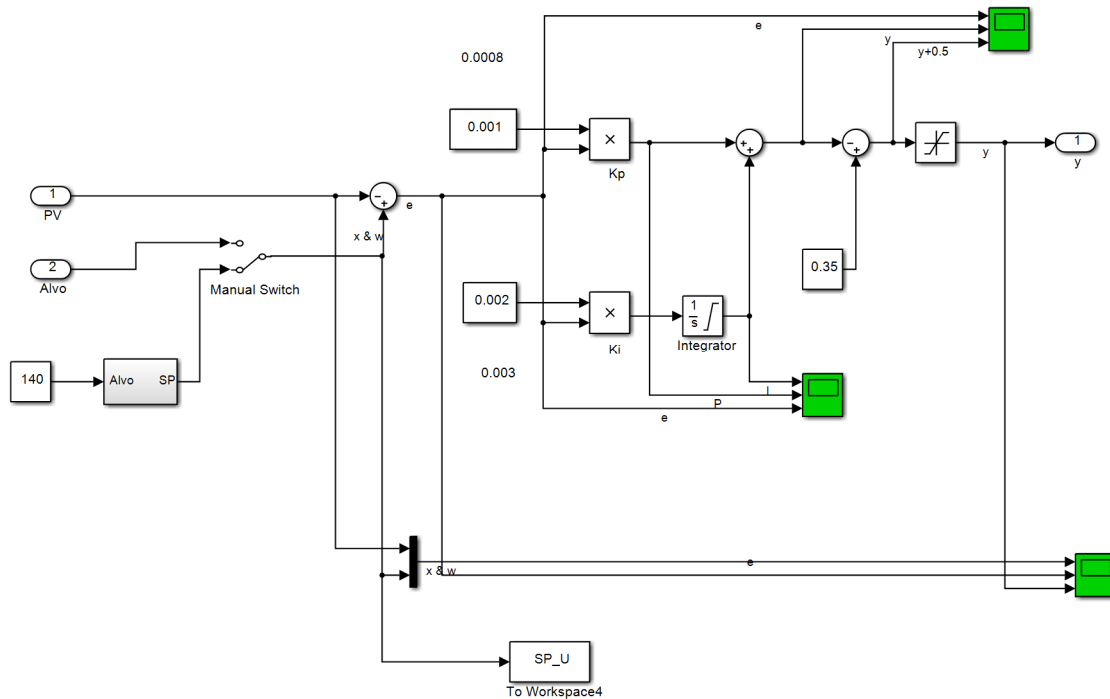 e
0.0008
y
y+0.5
0.001
×
Kp
+
+
-
+
y
1
y
1
PV
-
+
e
x & w
2
Alvo
Manual Switch
0.35
0.002
×
Ki
1
s
Integrator
140
Alvo
SP
0.003
I
P
e
x & w
e
SP_U
To Workspace4